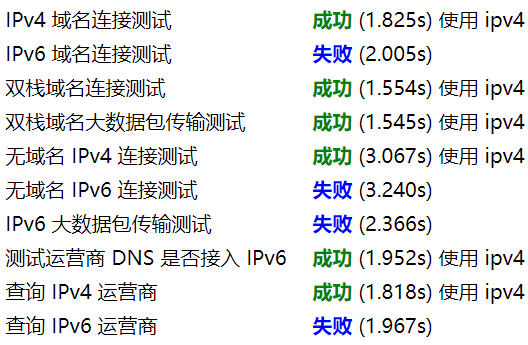 IPv4 域名连接测试 成功 (1.825s) 使用 ipv4
IPv6 域名连接测试 失败 (2.005s)
双栈域名连接测试 成功 (1.554s) 使用 ipv4
双栈域名大数据包传输测试 成功 (1.545s) 使用 ipv4
无域名 IPv4 连接测试 成功 (3.067s) 使用 ipv4
无域名 IPv6 连接测试 失败 (3.240s)
IPv6 大数据包传输测试 失败 (2.366s)
测试运营商 DNS 是否接入 IPv6 成功 (1.952s) 使用 ipv4
查询 IPv4 运营商 成功 (1.818s) 使用 ipv4
查询 IPv6 运营商 失败 (1.967s)